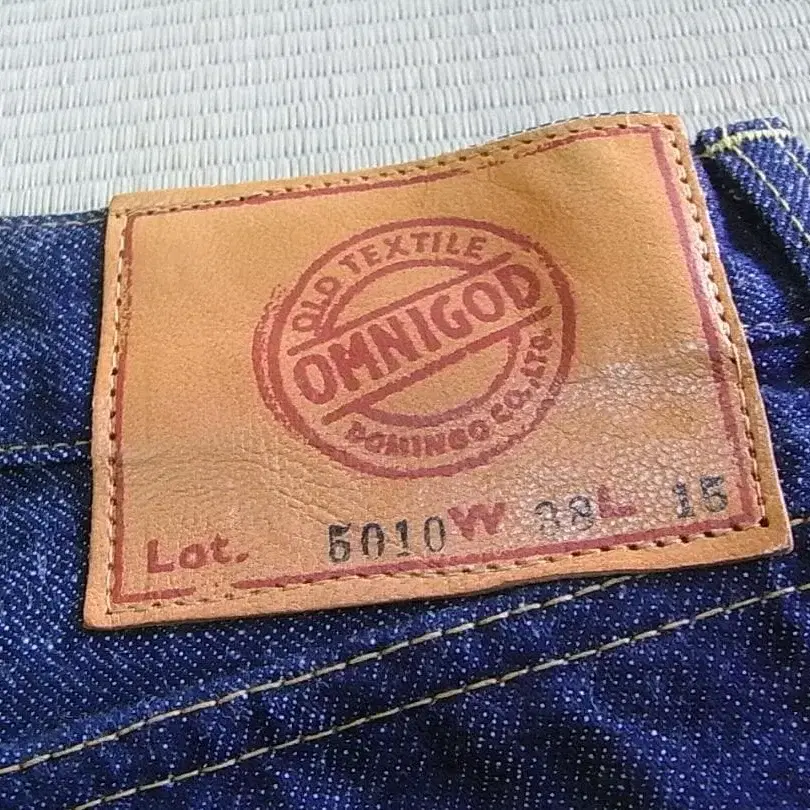 OLD TEXTILE
OMNIGOD
DOMINGO CO., LTD.
Lot. 5010 W 38 L 15